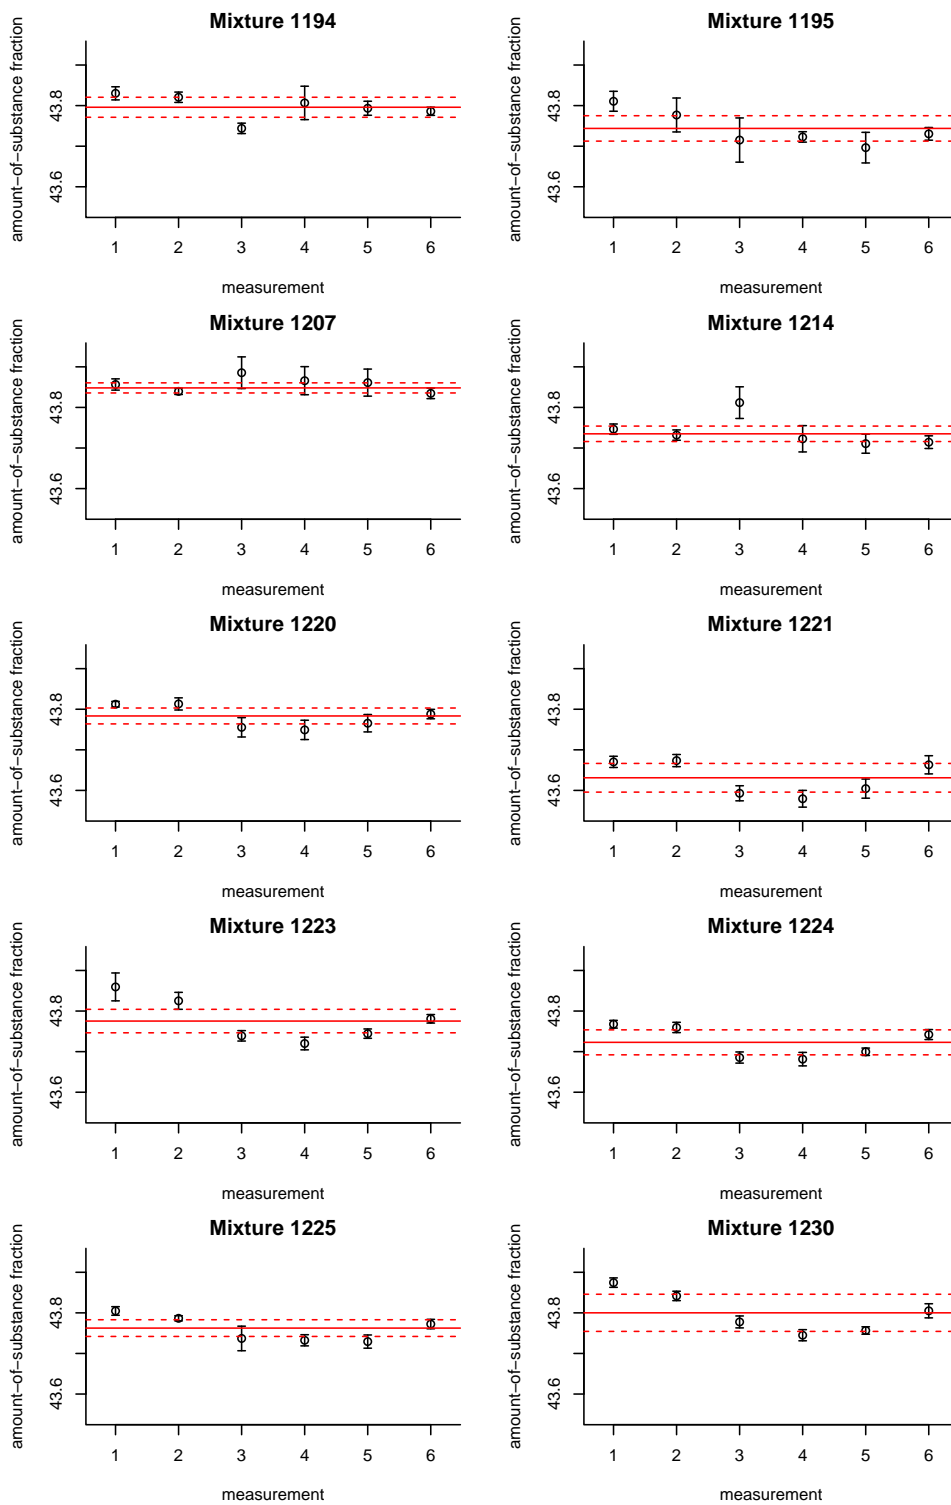 Mixture 1194
amount−of−substance fraction
43.8
43.6
1 2 3 4 5 6
measurement
Mixture 1195
amount−of−substance fraction
43.8
43.6
1 2 3 4 5 6
measurement
Mixture 1207
amount−of−substance fraction
43.8
43.6
1 2 3 4 5 6
measurement
Mixture 1214
amount−of−substance fraction
43.8
43.6
1 2 3 4 5 6
measurement
Mixture 1220
amount−of−substance fraction
43.8
43.6
1 2 3 4 5 6
measurement
Mixture 1221
amount−of−substance fraction
43.8
43.6
1 2 3 4 5 6
measurement
Mixture 1223
amount−of−substance fraction
43.8
43.6
1 2 3 4 5 6
measurement
Mixture 1224
amount−of−substance fraction
43.8
43.6
1 2 3 4 5 6
measurement
Mixture 1225
amount−of−substance fraction
43.8
43.6
1 2 3 4 5 6
measurement
Mixture 1230
amount−of−substance fraction
43.8
43.6
1 2 3 4 5 6
measurement